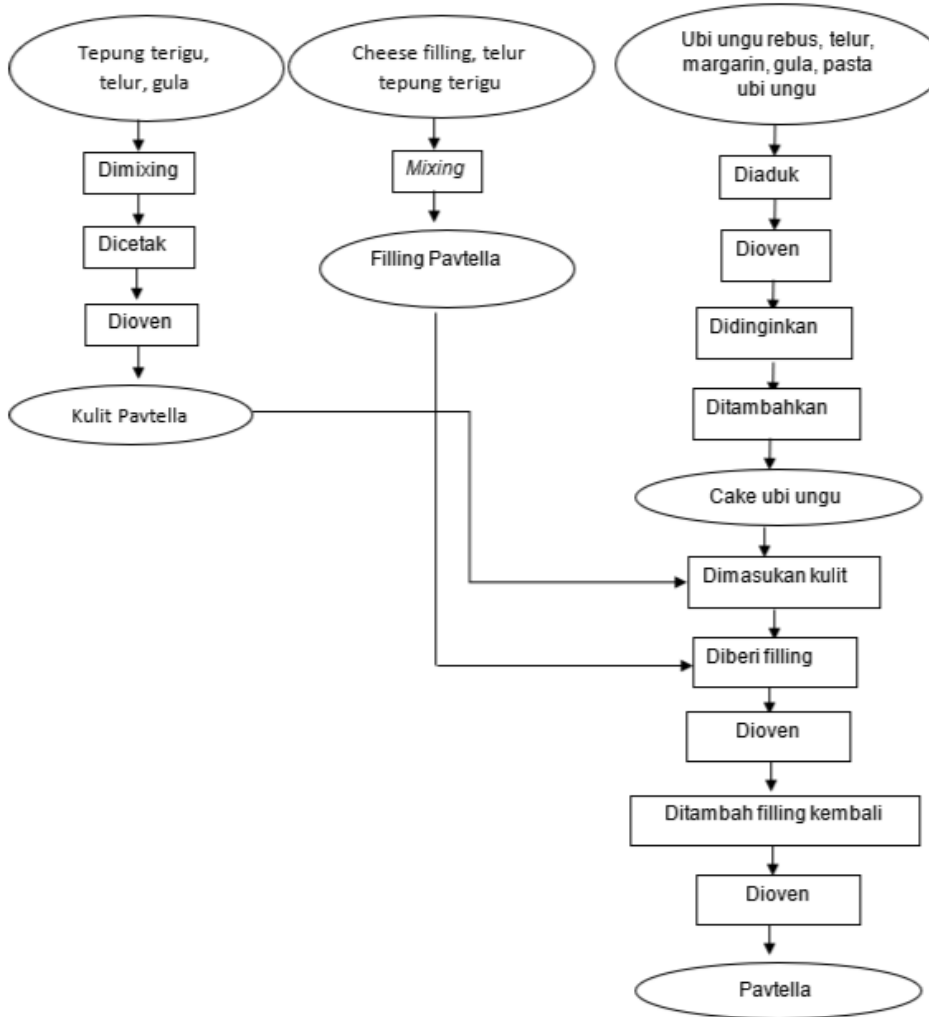 Tepung terigu,
telur, gula
Dimixing
Dicetak
Dioven
Kulit Pavtella
Cheese filling, telur
tepung terigu
Mixing
Filling Pavtella
Ubi ungu rebus, telur,
margarin, gula, pasta
ubi ungu
Diaduk
Dioven
Didinginkan
Ditambahkan
Cake ubi ungu
Dimasukan kulit
Diberi filling
Dioven
Ditambah filling kembali
Dioven
Pavtella